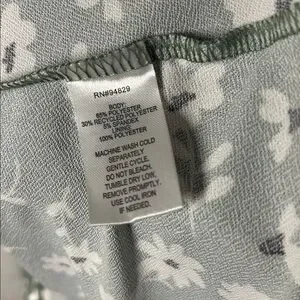 RN#94829
BODY:
65% POLYESTER
30% RECYCLED POLYESTER
5% SPANDEX
LINING:
100% POLYESTER
MACHINE WASH COLD
SEPARATELY
GENTLE CYCLE.
DO NOT BLEACH.
TUMBLE DRY LOW,
REMOVE PROMPTLY.
USE COOL IRON
IF NEEDED.